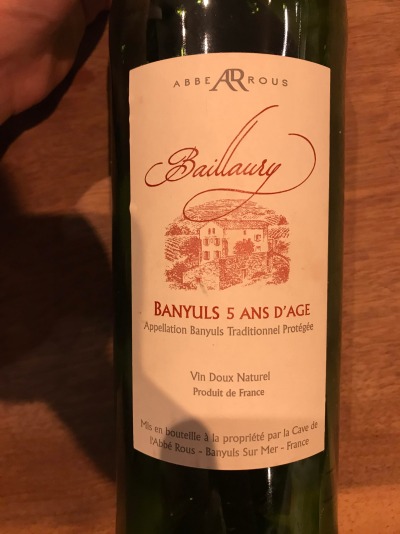 ABBE AR ROUS
Baillaury
BANYULS 5 ANS D'AGE
Appellation Banyuls Traditionnel Protégée
Vin Doux Naturel
Produit de France
Mis en bouteille à la propriété par la Cave de
l'Abbé Rous - Banyuls Sur Mer - France